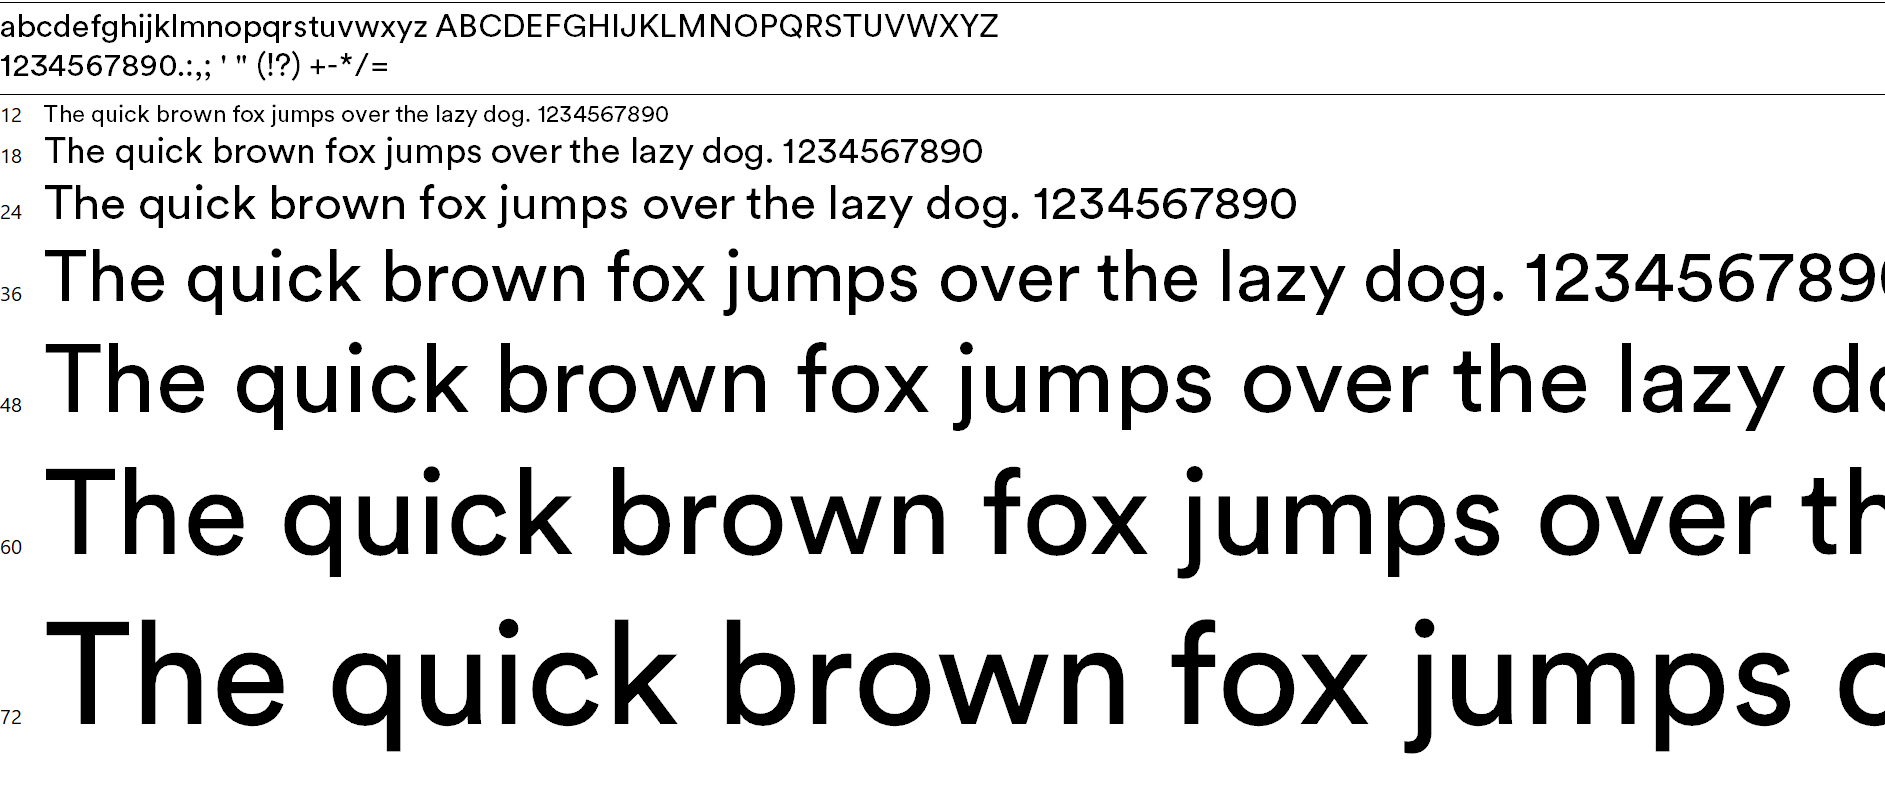 abcdefghijklmnopqrstuvwxyz ABCDEFGHIJKLMNOPQRSTUVWXYZ
1234567890.:,; ' " (!?) +-*/=
12 The quick brown fox jumps over the lazy dog. 1234567890
18 The quick brown fox jumps over the lazy dog. 1234567890
24 The quick brown fox jumps over the lazy dog. 1234567890
36 The quick brown fox jumps over the lazy dog. 1234567890
48 The quick brown fox jumps over the lazy do
60 The quick brown fox jumps over th
72 The quick brown fox jumps o